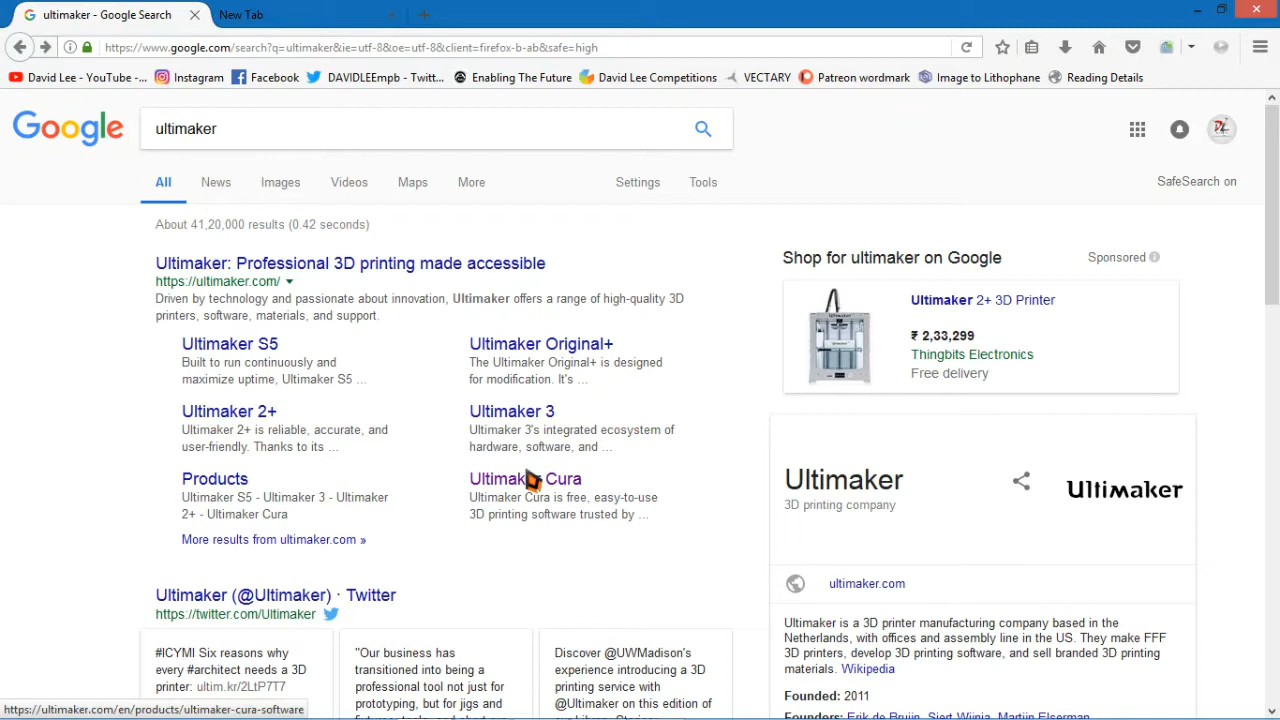 ultimaker - Google Search
New Tab
https://www.google.com/search?q=ultimaker&ie=utf-8&oe=utf-8&client=firefox-b-ab&safe=high
David Lee - YouTube -...
Instagram
Facebook
DAVIDLEEmpb - Twitt...
Enabling The Future
David Lee Competitions
VECTARY
Patreon wordmark
Image to Lithophane
Reading Details
Google
ultimaker
All
News
Images
Videos
Maps
More
Settings
Tools
SafeSearch on
About 41,20,000 results (0.42 seconds)
Ultimaker: Professional 3D printing made accessible
https://ultimaker.com/
Driven by technology and passionate about innovation, Ultimaker offers a range of high-quality 3D
printers, software, materials, and support.
Ultimaker S5
Built to run continuously and
maximize uptime, Ultimaker S5 ...
Ultimaker Original+
The Ultimaker Original+ is designed
for modification. It's ...
Ultimaker 2+
Ultimaker 2+ is reliable, accurate, and
user-friendly. Thanks to its ...
Ultimaker 3
Ultimaker 3's integrated ecosystem of
hardware, software, and ...
Products
Ultimaker S5 - Ultimaker 3 - Ultimaker
2+ - Ultimaker Cura
Ultimaker Cura
Ultimaker Cura is free, easy-to-use
3D printing software trusted by ...
More results from ultimaker.com »
Ultimaker (@Ultimaker) · Twitter
https://twitter.com/Ultimaker
#ICYMI Six reasons why
every #architect needs a 3D
printer: ultim.kr/2LtP7T7
"Our business has
transitioned into being a
professional tool not just for
prototyping, but for jigs and
Discover @UWMadison's
experience introducing a 3D
printing service with
@Ultimaker on this edition of
Shop for ultimaker on Google
Sponsored
Ultimaker 2+ 3D Printer
₹ 2,33,299
Thingbits Electronics
Free delivery
Ultimaker
3D printing company
Ultimaker
ultimaker.com
Ultimaker is a 3D printer manufacturing company based in the
Netherlands, with offices and assembly line in the US. They make FFF
3D printers, develop 3D printing software, and sell branded 3D printing
materials. Wikipedia
Founded: 2011
Founders: Erik de Bruijn, Siert Wijnia, Martijn Elserman
https://ultimaker.com/en/products/ultimaker-cura-software